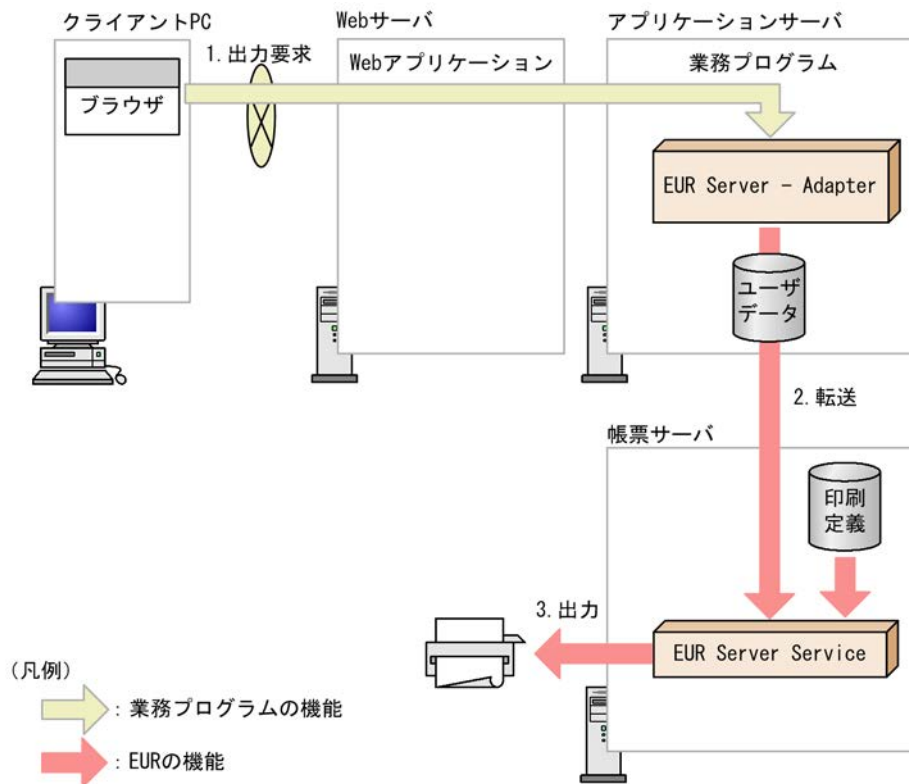 クライアントPC
Webサーバ
アプリケーションサーバ
1.出力要求
Webアプリケーション
業務プログラム
ブラウザ
EUR Server - Adapter
ユーザ
データ
2.転送
帳票サーバ
印刷
定義
3.出力
EUR Server Service
(凡例)
:業務プログラムの機能
:EURの機能